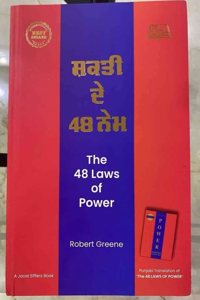 ਸ਼ਕਤੀ
ਦੇ
48 ਨੇਮ
The
48 Laws
of
Power
Robert Greene
POWER
A Joost Elffers Book
Punjabi Translation of
"The 48 LAWS OF POWER"